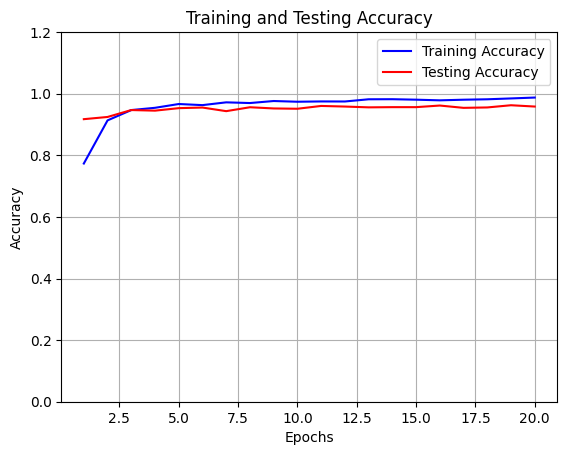 Training and Testing Accuracy
1.2
1.0
0.8
0.6
0.4
0.2
0.0
Accuracy
Training Accuracy
Testing Accuracy
2.5 5.0 7.5 10.0 12.5 15.0 17.5 20.0
Epochs